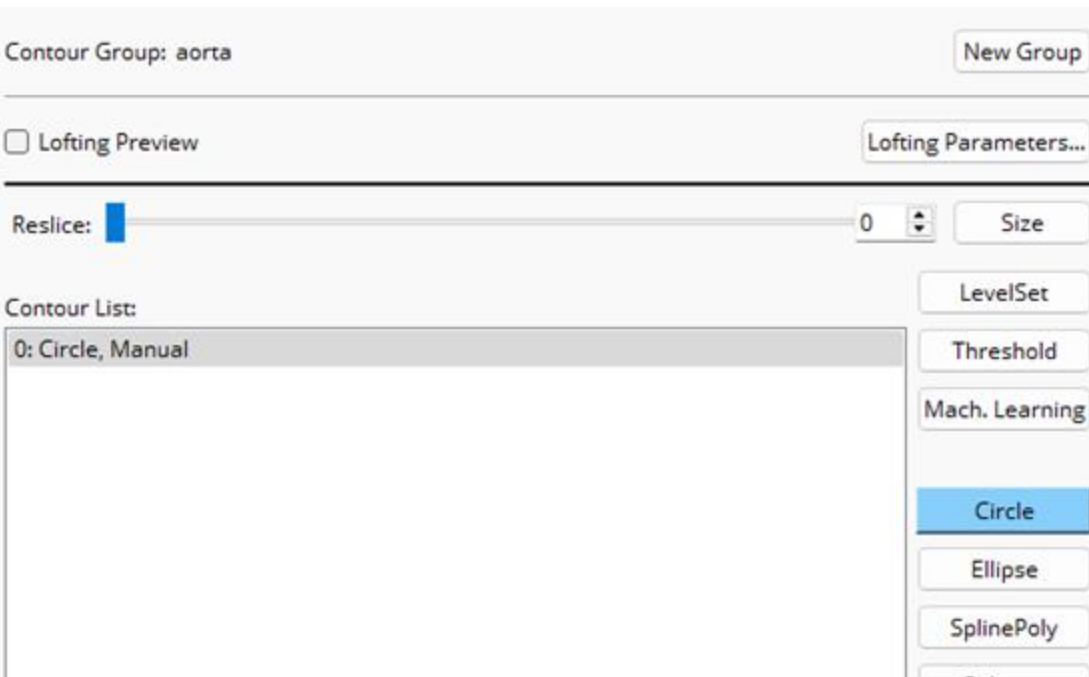 Contour Group: aorta
New Group
Lofting Preview
Lofting Parameters...
Reslice:
0
Size
Contour List:
LevelSet
0: Circle, Manual
Threshold
Mach. Learning
Circle
Ellipse
SplinePoly